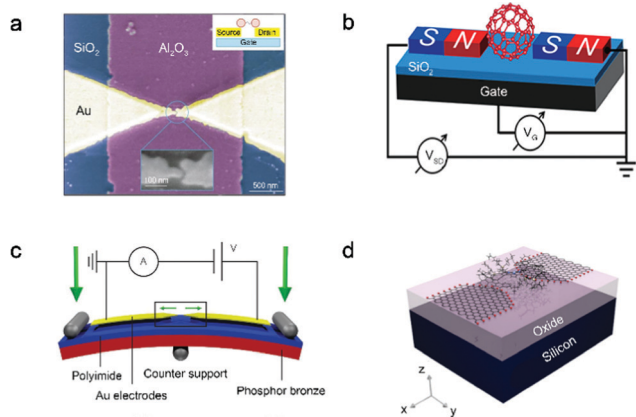 a
SiO2
Al2O3
Source Drain
Gate
Au
100 nm
500 nm
b
S N
S N
SiO2
Gate
VG
VSD
c
A
V
Polyimide
Counter support
Au electrodes
Phosphor bronze
d
Oxide
Silicon
z
x
y